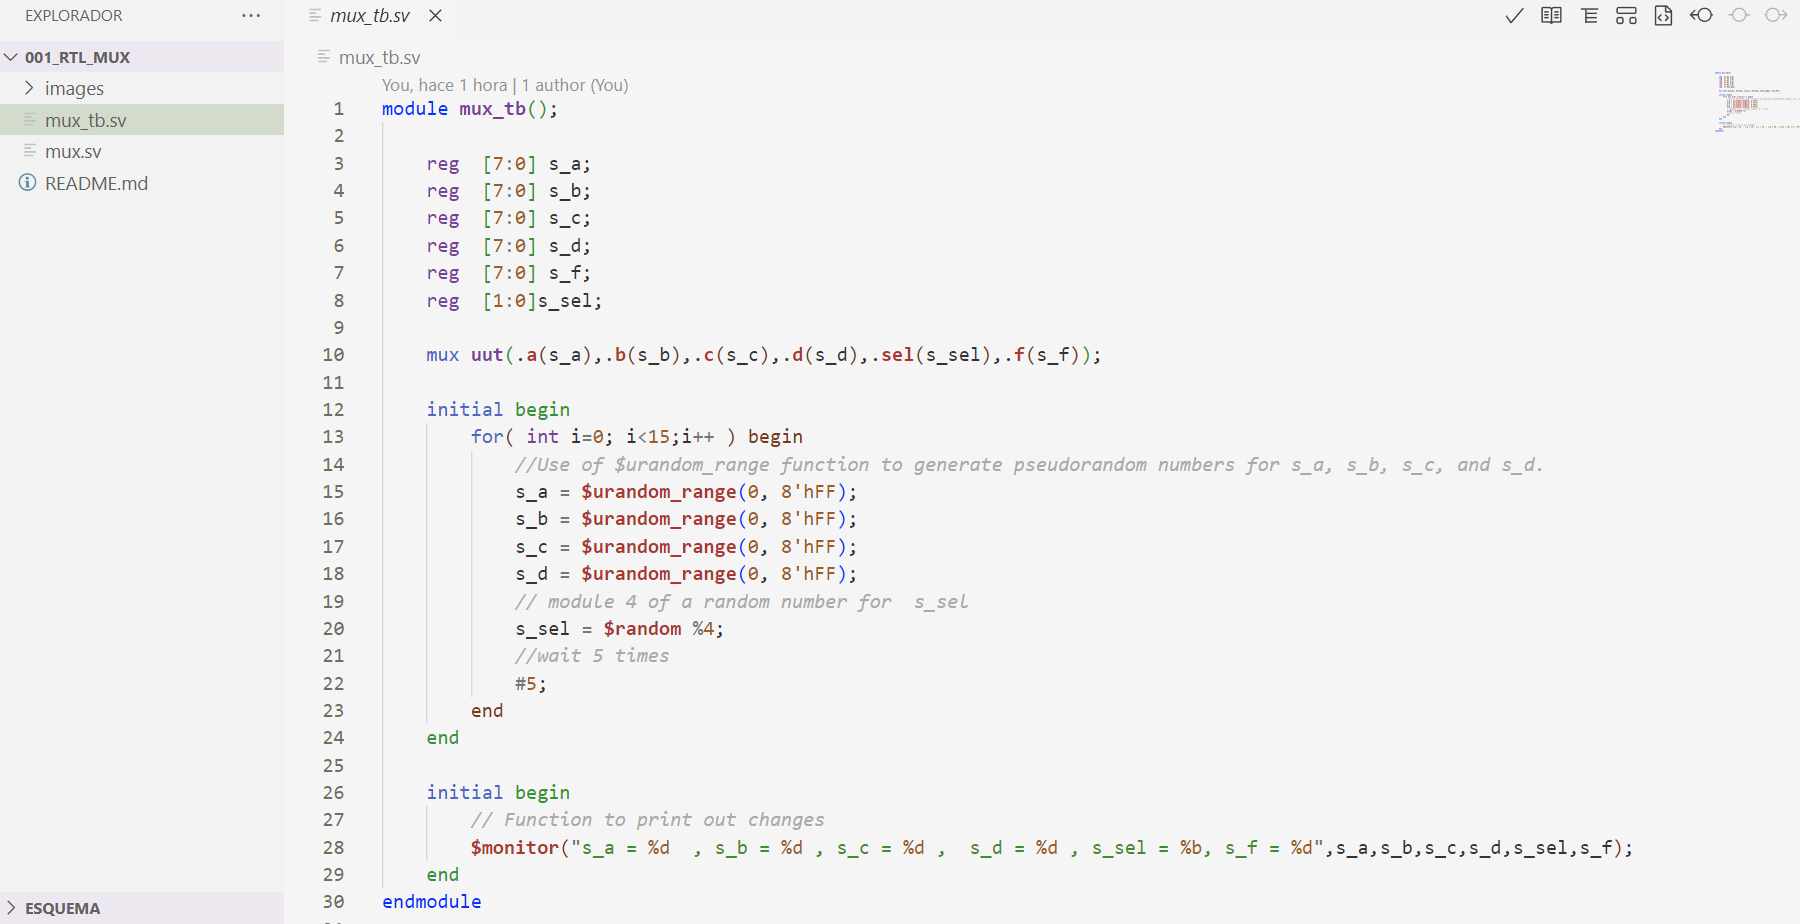 EXPLORADOR
001_RTL_MUX
images
mux_tb.sv
mux.sv
README.md
ESQUEMA
mux_tb.sv
mux_tb.sv
You, hace 1 hora | 1 author (You)
1 module mux_tb();
2
3 reg  [7:0] s_a;
4 reg  [7:0] s_b;
5 reg  [7:0] s_c;
6 reg  [7:0] s_d;
7 reg  [7:0] s_f;
8 reg  [1:0]s_sel;
9
10 mux uut(.a(s_a),.b(s_b),.c(s_c),.d(s_d),.sel(s_sel),.f(s_f));
11
12 initial begin
13 for( int i=0; i<15;i++ ) begin
14 //Use of $urandom_range function to generate pseudorandom numbers for s_a, s_b, s_c, and s_d.
15 s_a = $urandom_range(0, 8'hFF);
16 s_b = $urandom_range(0, 8'hFF);
17 s_c = $urandom_range(0, 8'hFF);
18 s_d = $urandom_range(0, 8'hFF);
19 // module 4 of a random number for  s_sel
20 s_sel = $random %4;
21 //wait 5 times
22 #5;
23 end
24 end
25
26 initial begin
27 // Function to print out changes
28 $monitor("s_a = %d  , s_b = %d , s_c = %d ,  s_d = %d , s_sel = %b, s_f = %d",s_a,s_b,s_c,s_d,s_sel,s_f);
29 end
30 endmodule